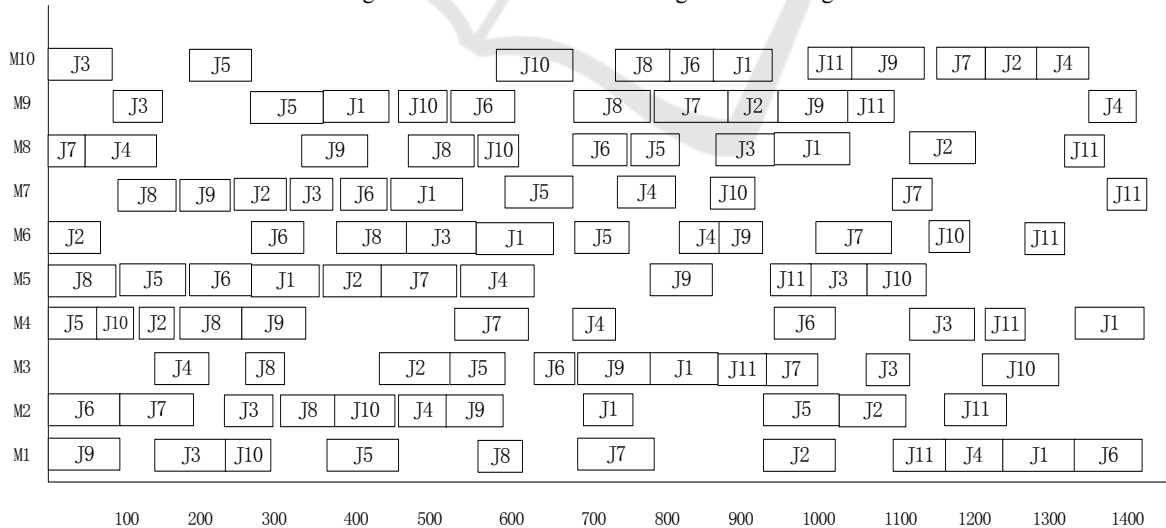 M10 J3 J5 J10 J8 J6 J1 J11 J9 J7 J2 J4
M9 J3 J5 J1 J10 J6 J8 J7 J2 J9 J11 J4
M8 J7 J4 J9 J8 J10 J6 J5 J3 J1 J2 J11
M7 J8 J9 J2 J3 J6 J1 J5 J4 J10 J7 J11
M6 J2 J6 J8 J3 J1 J5 J4 J9 J7 J10 J11
M5 J8 J5 J6 J1 J2 J7 J4 J9 J11 J3 J10
M4 J5 J10 J2 J8 J9 J7 J4 J6 J3 J11 J1
M3 J4 J8 J2 J5 J6 J9 J1 J11 J7 J3 J10
M2 J6 J7 J3 J8 J10 J4 J9 J1 J5 J2 J11
M1 J9 J3 J10 J5 J8 J7 J2 J11 J4 J1 J6
100 200 300 400 500 600 700 800 900 1000 1100 1200 1300 1400